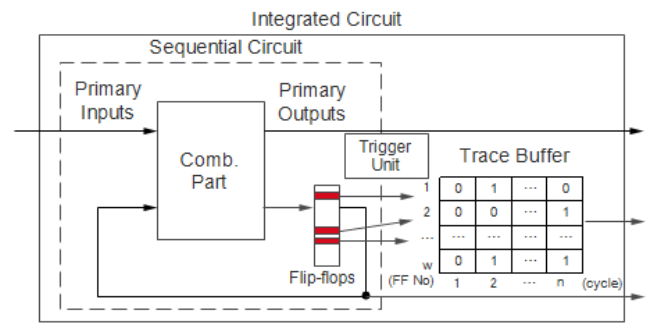 Integrated Circuit
Sequential Circuit
Primary
Inputs
Primary
Outputs
Comb.
Part
Trigger
Unit
Trace Buffer
Flip-flops
1 0 1 ... 0
2 0 0 ... 1
... ... ... ... ...
w 0 1 ... 1
(FF No) 1 2 ... n (cycle)